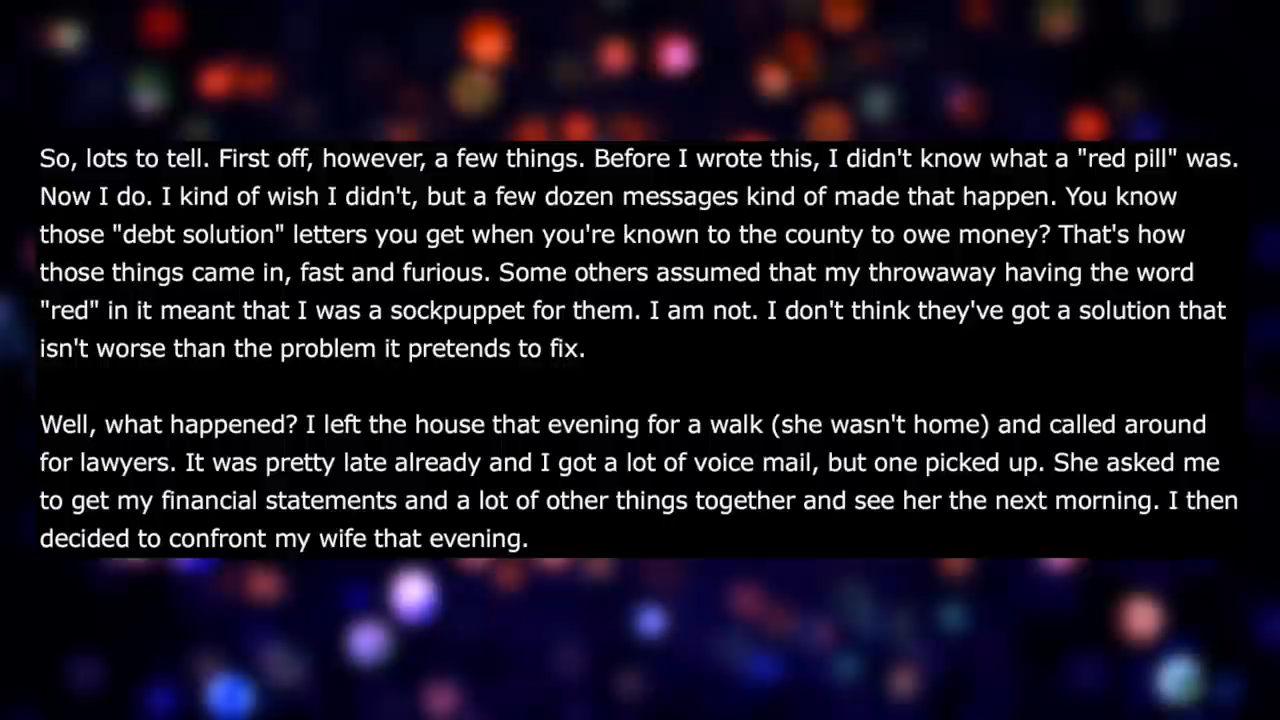 So, lots to tell. First off, however, a few things. Before I wrote this, I didn't know what a "red pill" was.
Now I do. I kind of wish I didn't, but a few dozen messages kind of made that happen. You know
those "debt solution" letters you get when you're known to the county to owe money? That's how
those things came in, fast and furious. Some others assumed that my throwaway having the word
"red" in it meant that I was a sockpuppet for them. I am not. I don't think they've got a solution that
isn't worse than the problem it pretends to fix.
Well, what happened? I left the house that evening for a walk (she wasn't home) and called around
for lawyers. It was pretty late already and I got a lot of voice mail, but one picked up. She asked me
to get my financial statements and a lot of other things together and see her the next morning. I then
decided to confront my wife that evening.